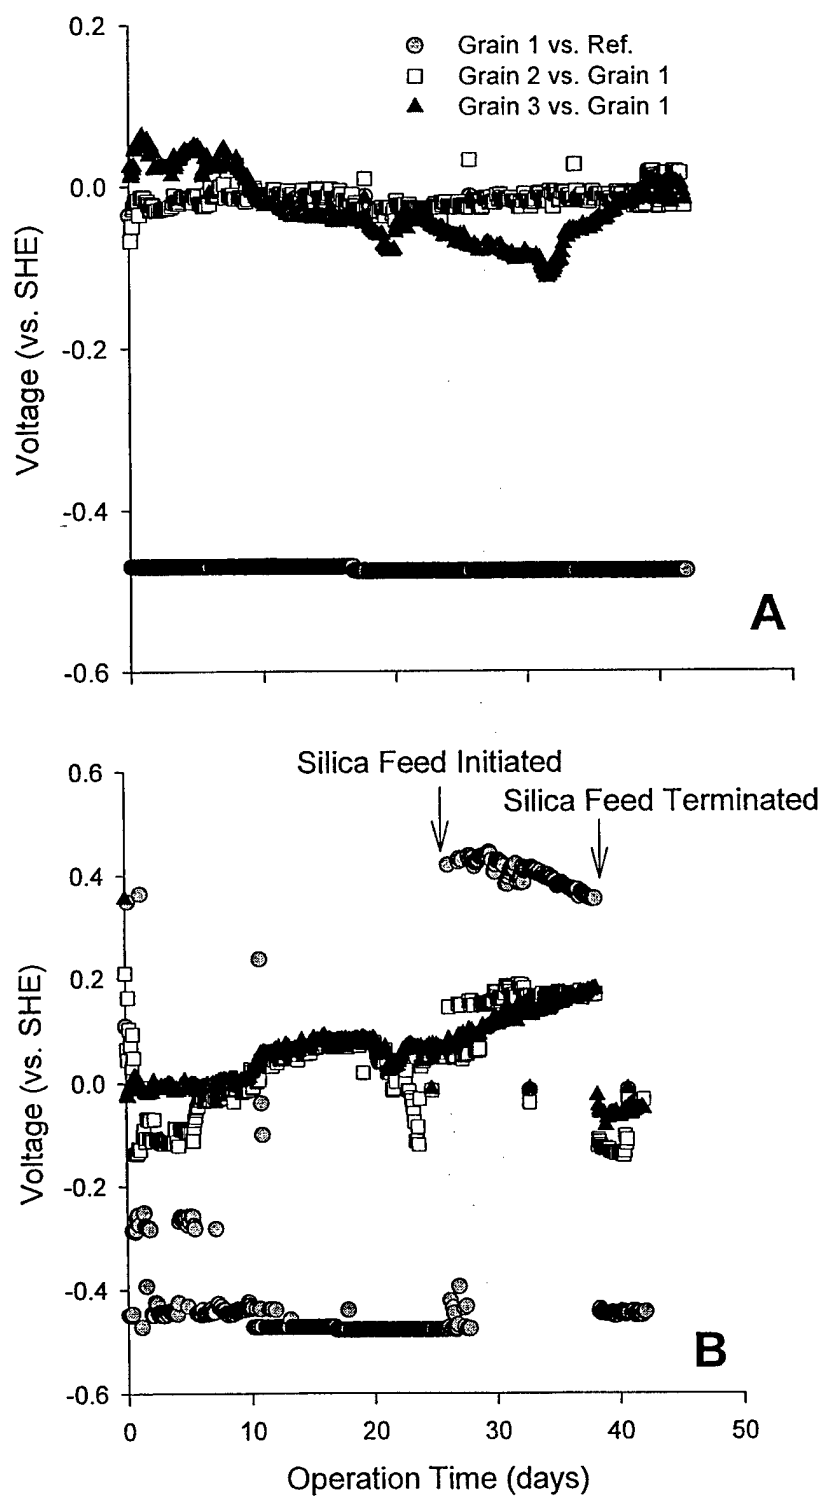 0.2
Grain 1 vs. Ref.
Grain 2 vs. Grain 1
Grain 3 vs. Grain 1
0.0
-0.2
-0.4
-0.6
Voltage (vs. SHE)
A
Silica Feed Initiated
Silica Feed Terminated
0.6
0.4
0.2
0.0
-0.2
-0.4
-0.6
Voltage (vs. SHE)
B
0 10 20 30 40 50
Operation Time (days)